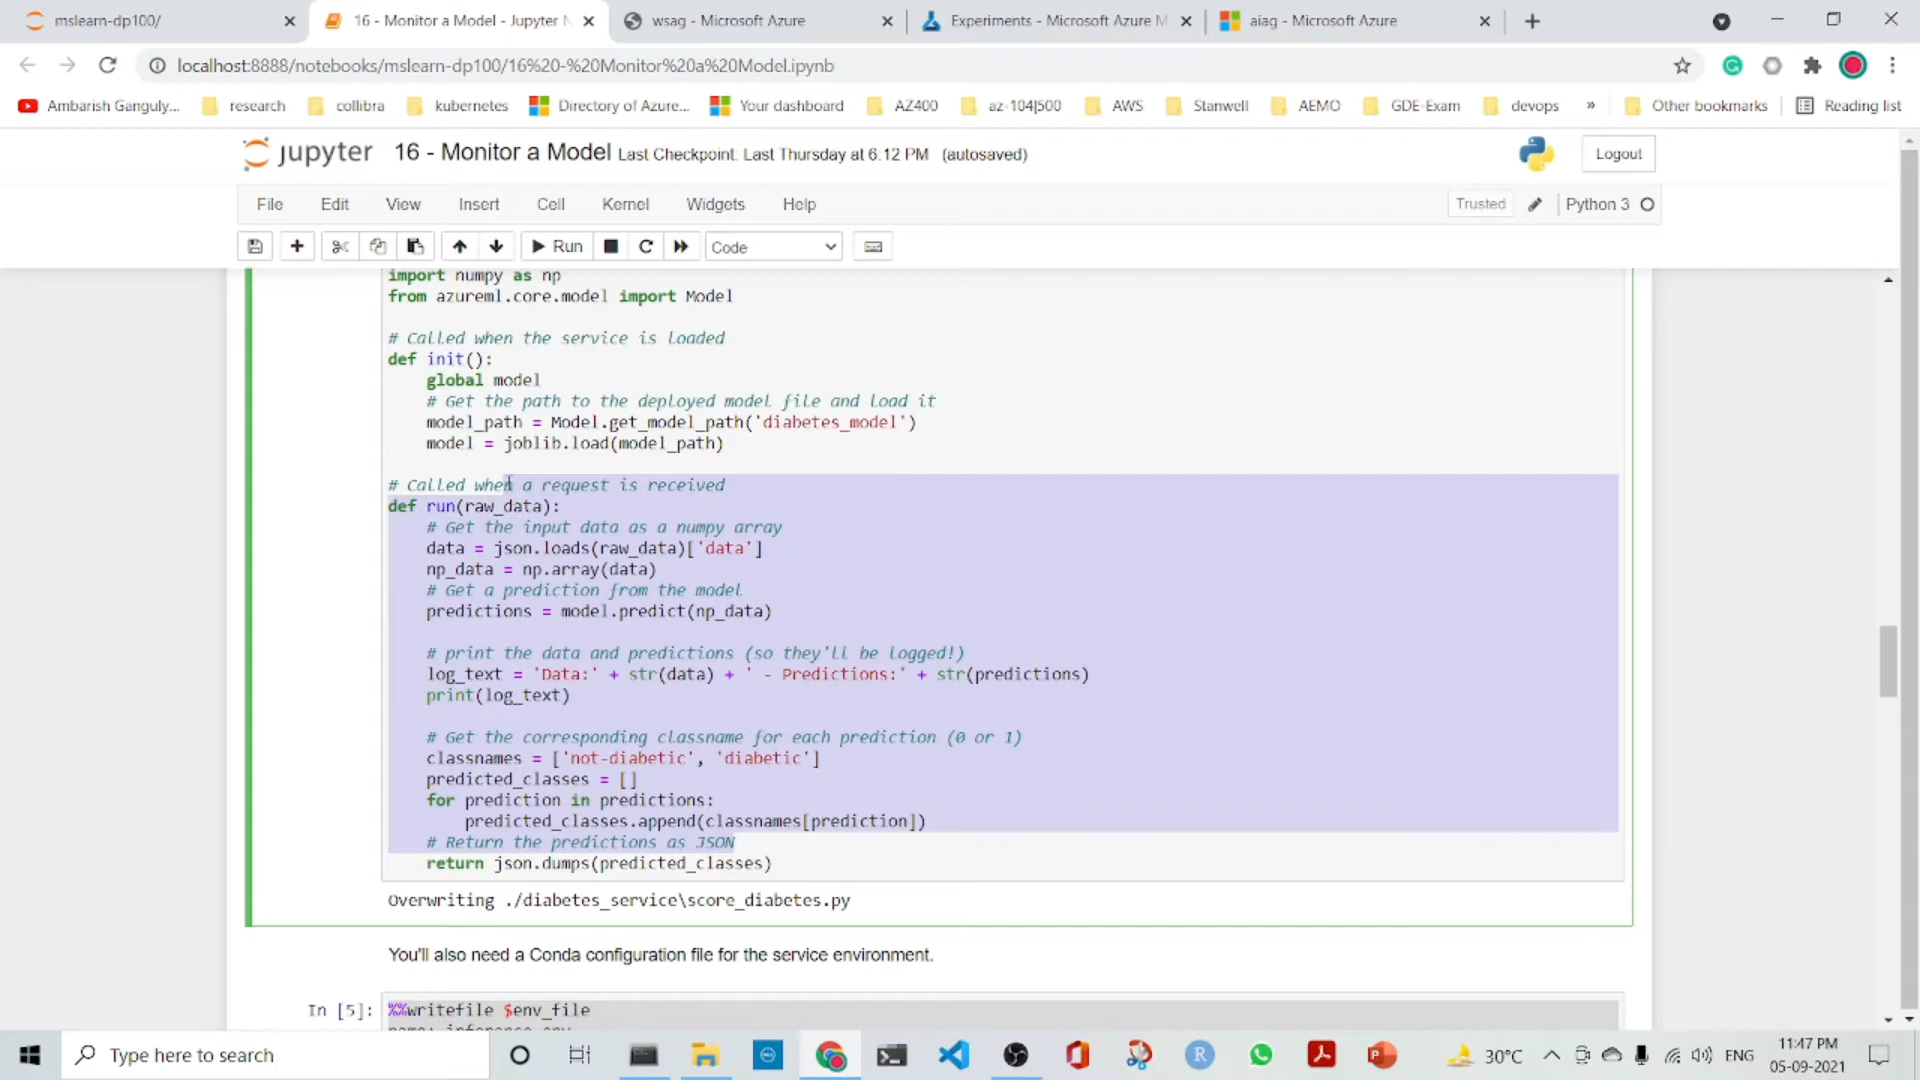 mslearn-dp100/
16 - Monitor a Model - Jupyter N
wsag - Microsoft Azure
Experiments - Microsoft Azure M
aiag - Microsoft Azure
localhost:8888/notebooks/mslearn-dp100/16%20-%20Monitor%20a%20Model.ipynb
Ambarish Ganguly...
research
collibra
kubernetes
Directory of Azure...
Your dashboard
AZ400
az-104|500
AWS
Stanwell
AEMO
GDE-Exam
devops
»
Other bookmarks
Reading list
jupyter
16 - Monitor a Model Last Checkpoint: Last Thursday at 6.12 PM (autosaved)
Logout
File Edit View Insert Cell Kernel Widgets Help
Trusted
Python 3
Run
Code
import numpy as np
from azureml.core.model import Model
# Called when the service is loaded
def init():
    global model
    # Get the path to the deployed model file and load it
    model_path = Model.get_model_path('diabetes_model')
    model = joblib.load(model_path)
# Called when a request is received
def run(raw_data):
    # Get the input data as a numpy array
    data = json.loads(raw_data)['data']
    np_data = np.array(data)
    # Get a prediction from the model
    predictions = model.predict(np_data)
    # print the data and predictions (so they'll be logged!)
    log_text = 'Data:' + str(data) + ' - Predictions:' + str(predictions)
    print(log_text)
    # Get the corresponding classname for each prediction (0 or 1)
    classnames = ['not-diabetic', 'diabetic']
    predicted_classes = []
    for prediction in predictions:
        predicted_classes.append(classnames[prediction])
    # Return the predictions as JSON
    return json.dumps(predicted_classes)
Overwriting ./diabetes_service\score_diabetes.py
You'll also need a Conda configuration file for the service environment.
In [5]:
%%writefile $env_file
name: inference_env
Type here to search
30°C
ENG
11:47 PM
05-09-2021